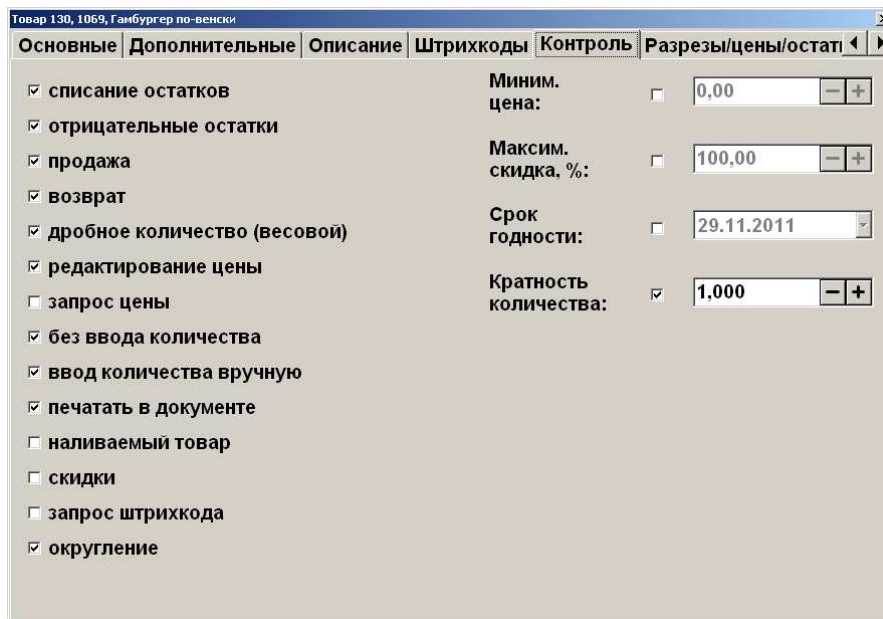 Товар 130, 1069, Гамбургер по-венски
Основные Дополнительные Описание Штрихкоды Контроль Разрезы/цены/остат
списание остатков
отрицательные остатки
продажа
возврат
дробное количество (весовой)
редактирование цены
запрос цены
без ввода количества
ввод количества вручную
печатать в документе
наливаемый товар
скидки
запрос штрихкода
округление
Миним.
цена:
0,00
Максим.
скидка, %:
100,00
Срок
годности:
29.11.2011
Кратность
количества:
1,000